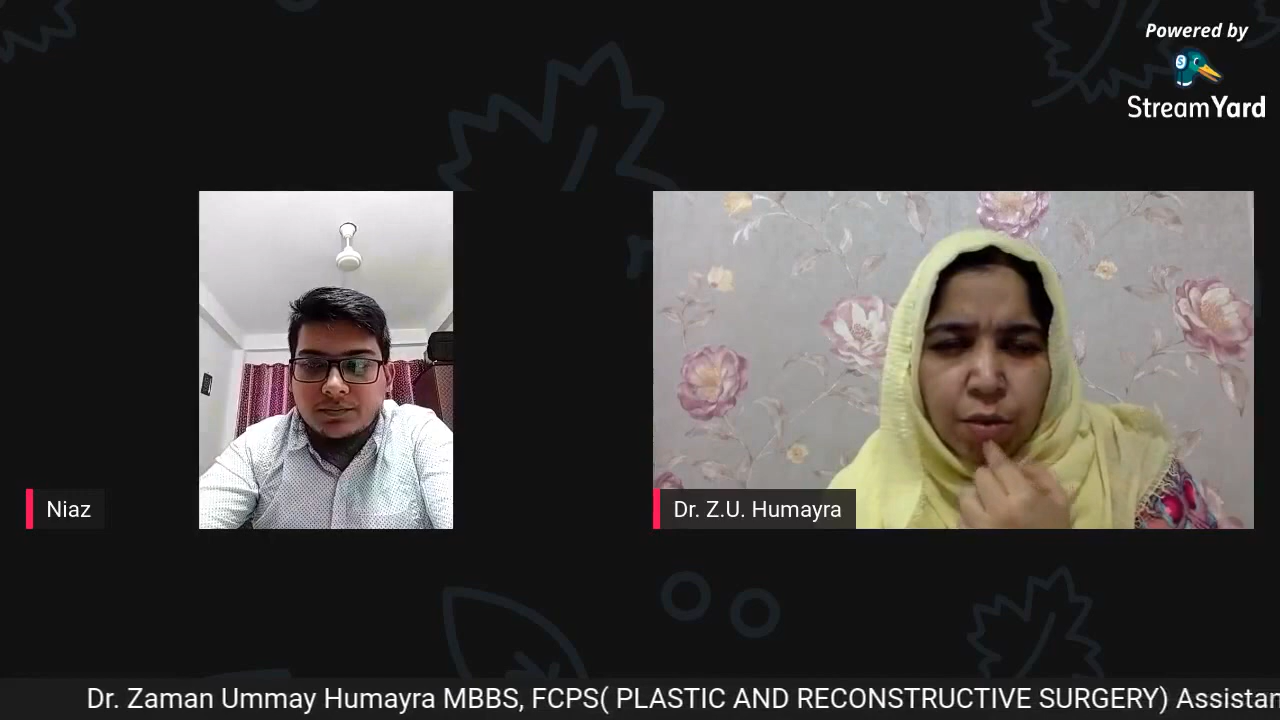 Powered by
StreamYard
Niaz
Dr. Z.U. Humayra
Dr. Zaman Ummay Humayra MBBS, FCPS( PLASTIC AND RECONSTRUCTIVE SURGERY) Assistan